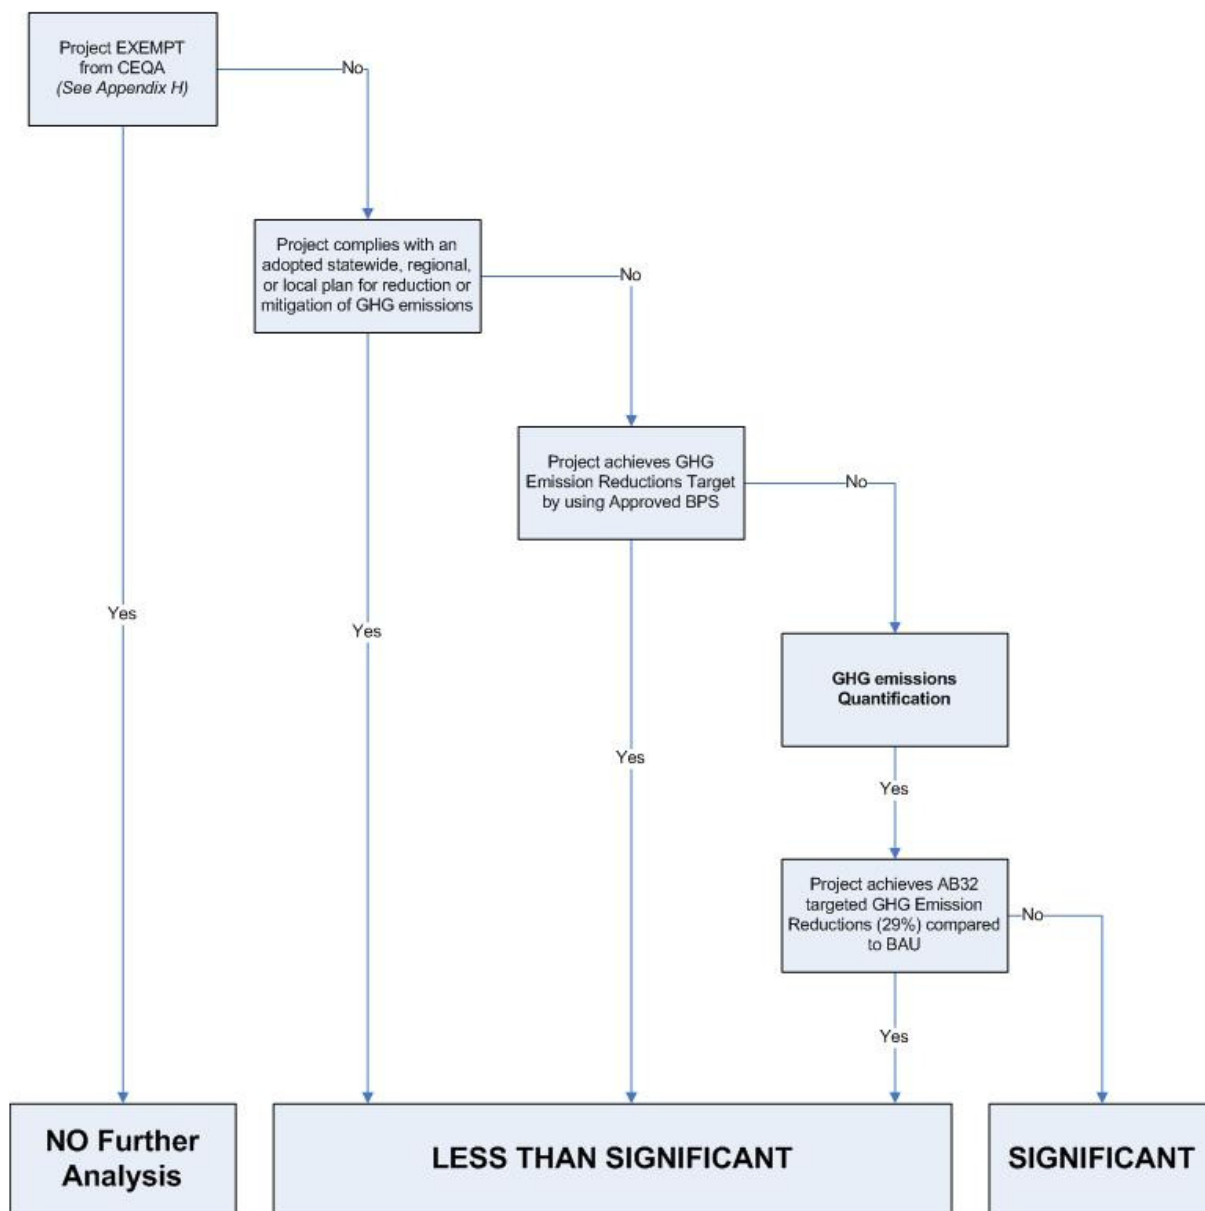 Project EXEMPT
from CEQA
(See Appendix H)
No
Project complies with an
adopted statewide, regional,
or local plan for reduction or
mitigation of GHG emissions
No
Project achieves GHG
Emission Reductions Target
by using Approved BPS
No
Yes
Yes
GHG emissions
Quantification
Yes
Yes
Project achieves AB32
targeted GHG Emission
Reductions (29%) compared
to BAU
No
Yes
NO Further
Analysis
LESS THAN SIGNIFICANT
SIGNIFICANT